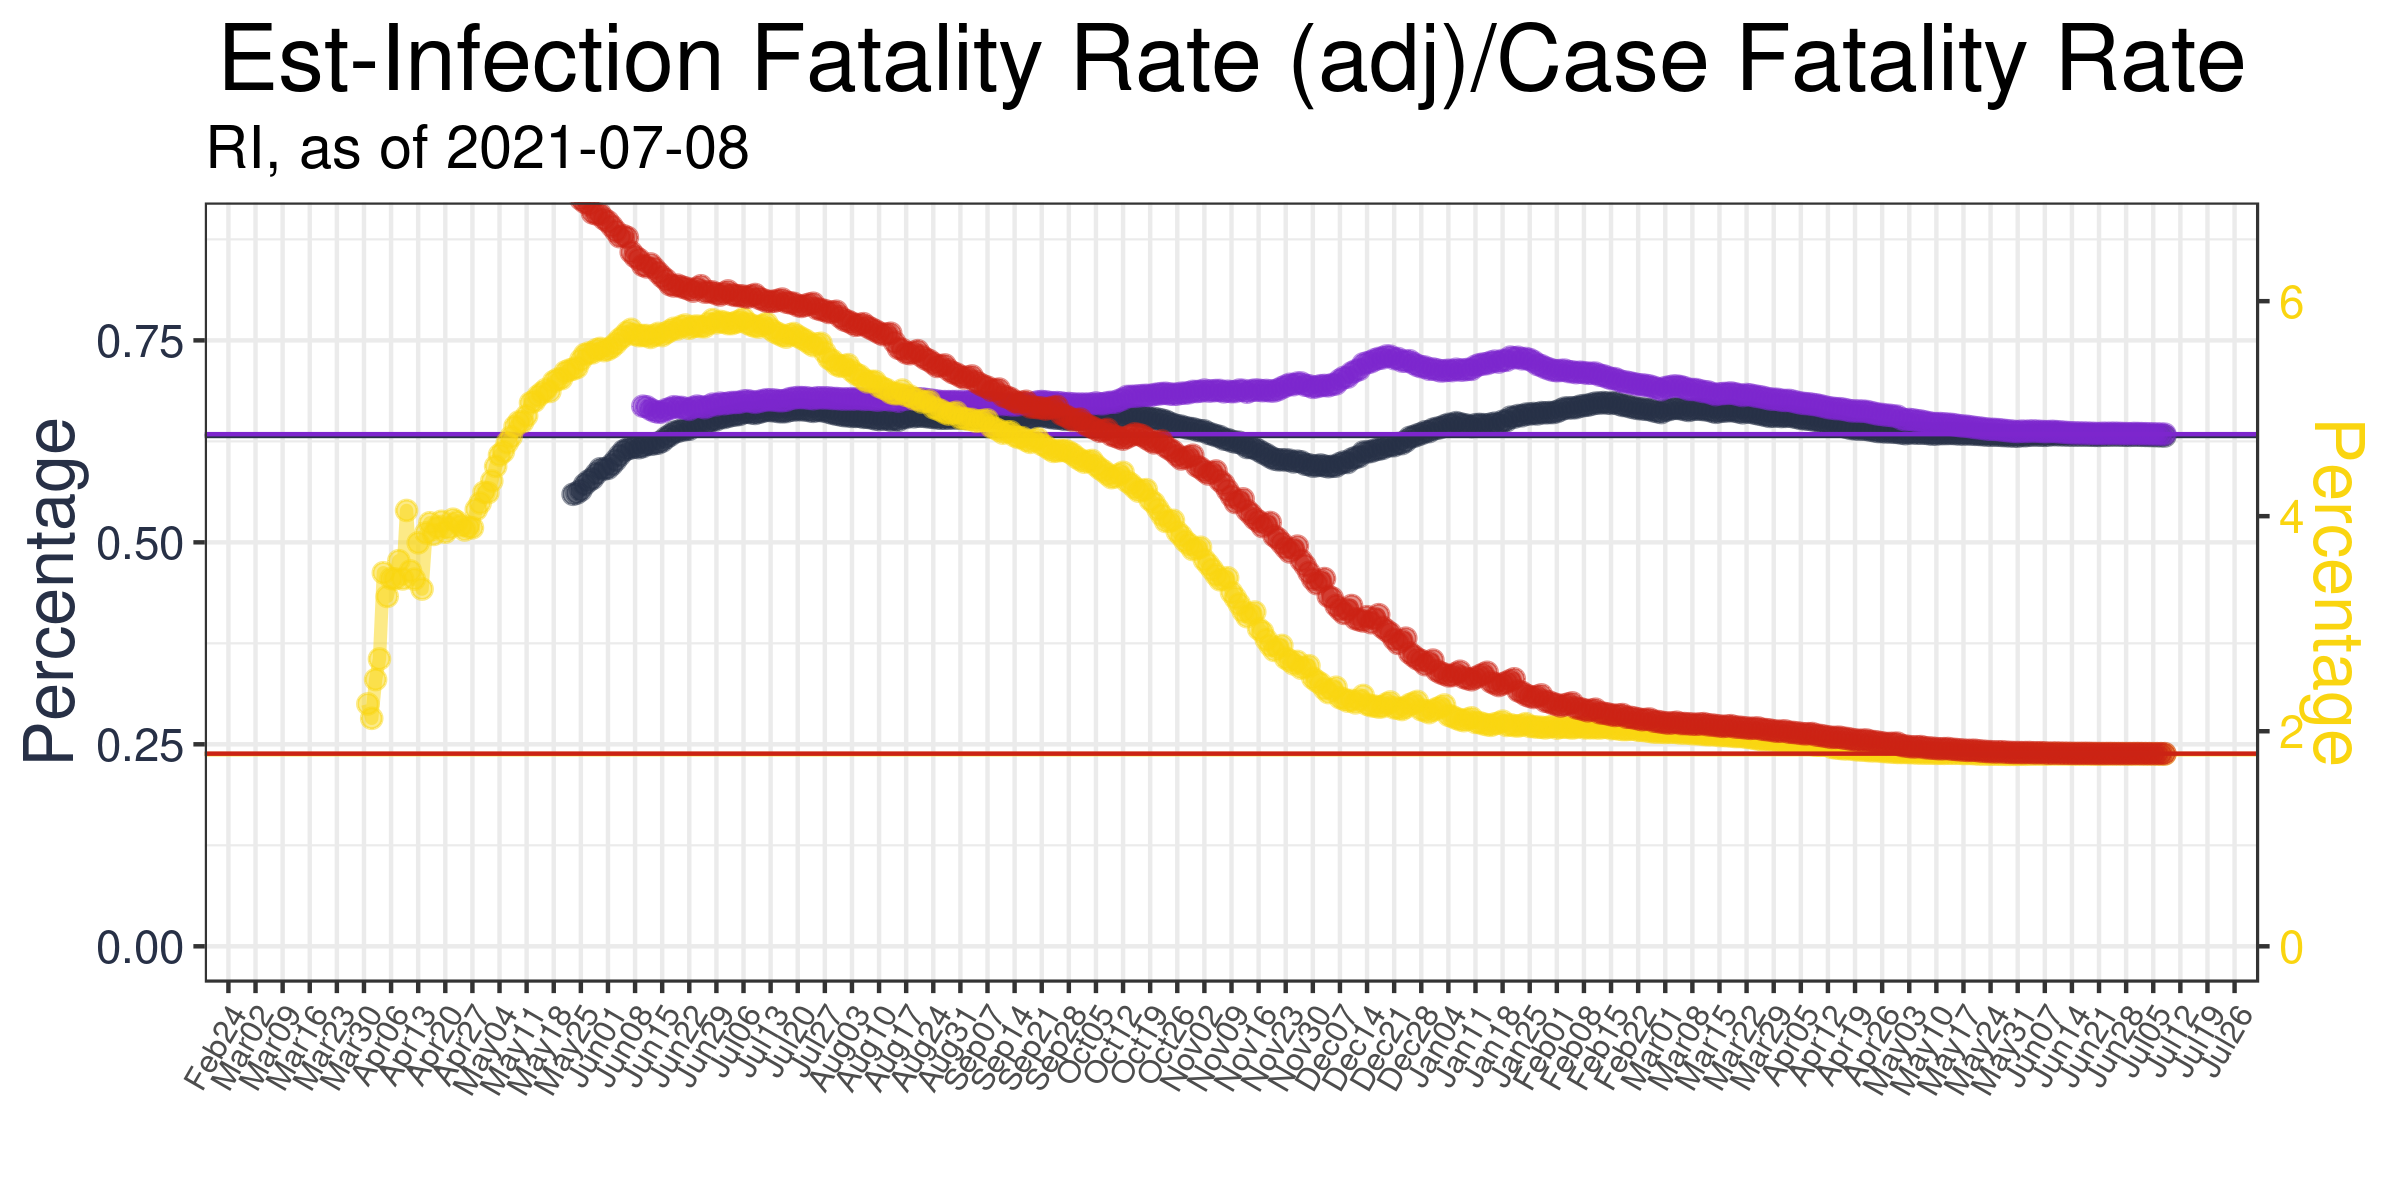 Est-Infection Fatality Rate (adj)/Case Fatality Rate
RI, as of 2021-07-08
Percentage
0.75
0.50
0.25
0.00
6
4
2
0
Percentage
Feb24
Mar02
Mar09
Mar16
Mar23
Mar30
Apr06
Apr13
Apr20
Apr27
May04
May11
May18
May25
Jun01
Jun08
Jun15
Jun22
Jun29
Jul06
Jul13
Jul20
Jul27
Aug03
Aug10
Aug17
Aug24
Aug31
Sep07
Sep14
Sep21
Sep28
Oct05
Oct12
Oct19
Oct26
Nov02
Nov09
Nov16
Nov23
Nov30
Dec07
Dec14
Dec21
Dec28
Jan04
Jan11
Jan18
Jan25
Feb01
Feb08
Feb15
Feb22
Mar01
Mar08
Mar15
Mar22
Mar29
Apr05
Apr12
Apr19
Apr26
May03
May10
May17
May24
May31
Jun07
Jun14
Jun21
Jun28
Jul05
Jul12
Jul19
Jul26